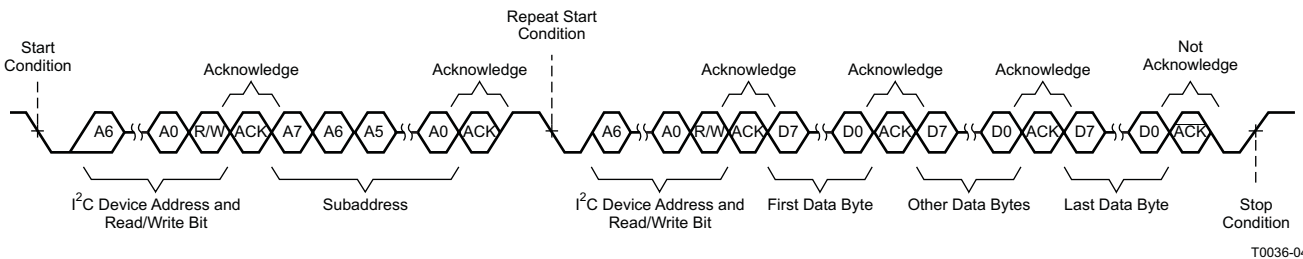 Repeat Start
Condition
Start
Condition
Not
Acknowledge
Acknowledge
Acknowledge
Acknowledge
Acknowledge
Acknowledge
A6 A0 R/W ACK A7 A6 A5 A0 ACK A6 A0 R/W ACK D7 D0 ACK D7 D0 ACK D7 D0 ACK
I²C Device Address and
Read/Write Bit
Subaddress
I²C Device Address and
Read/Write Bit
First Data Byte
Other Data Bytes
Last Data Byte
Stop
Condition
T0036-04